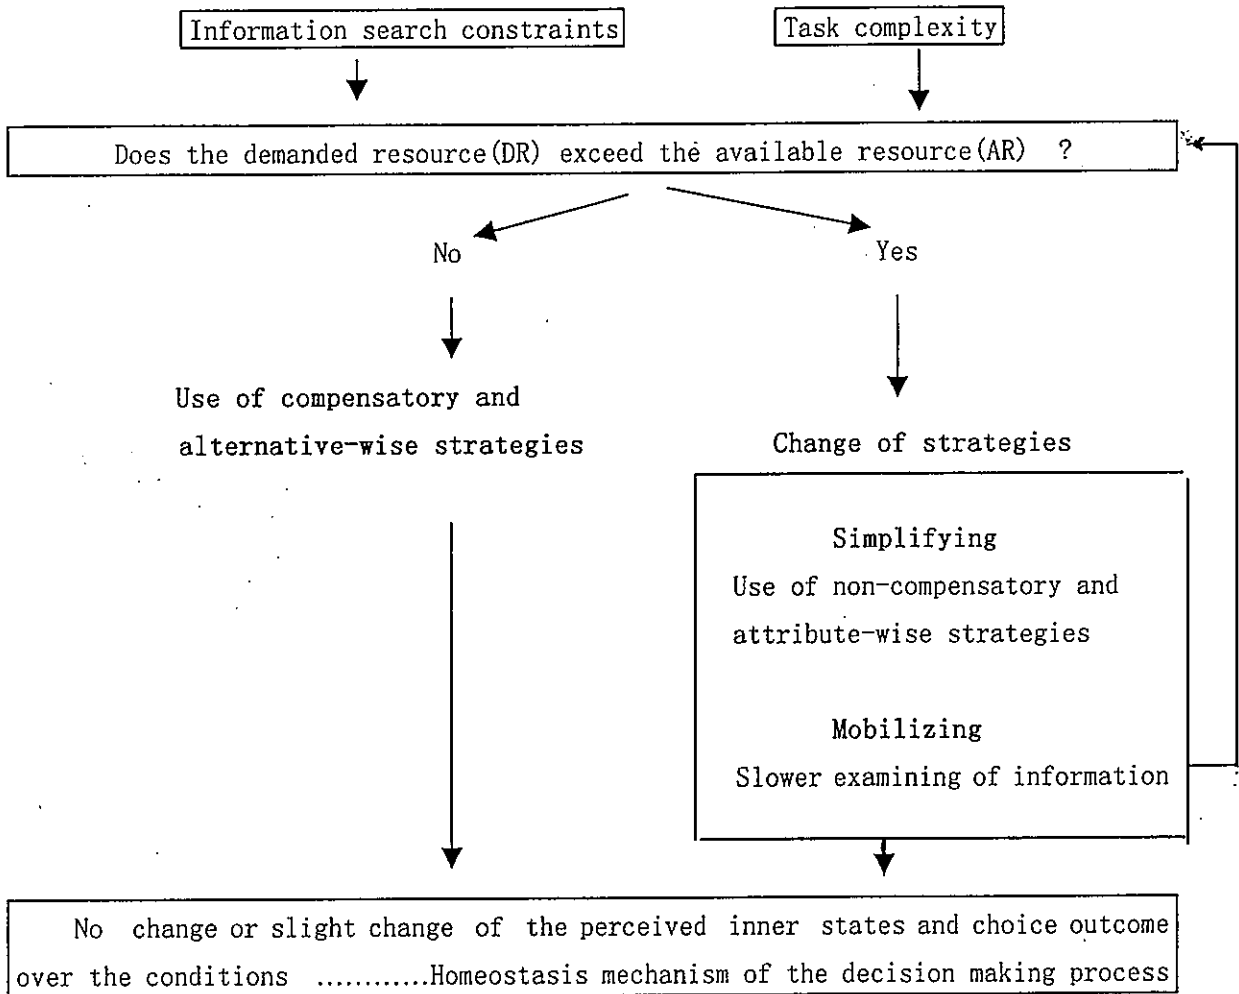 Information search constraints
Task complexity
Does the demanded resource(DR) exceed the available resource(AR) ?
No
Yes
Use of compensatory and
alternative-wise strategies
Change of strategies
Simplifying
Use of non-compensatory and
attribute-wise strategies
Mobilizing
Slower examining of information
No change or slight change of the perceived inner states and choice outcome
over the conditions ............Homeostasis mechanism of the decision making process